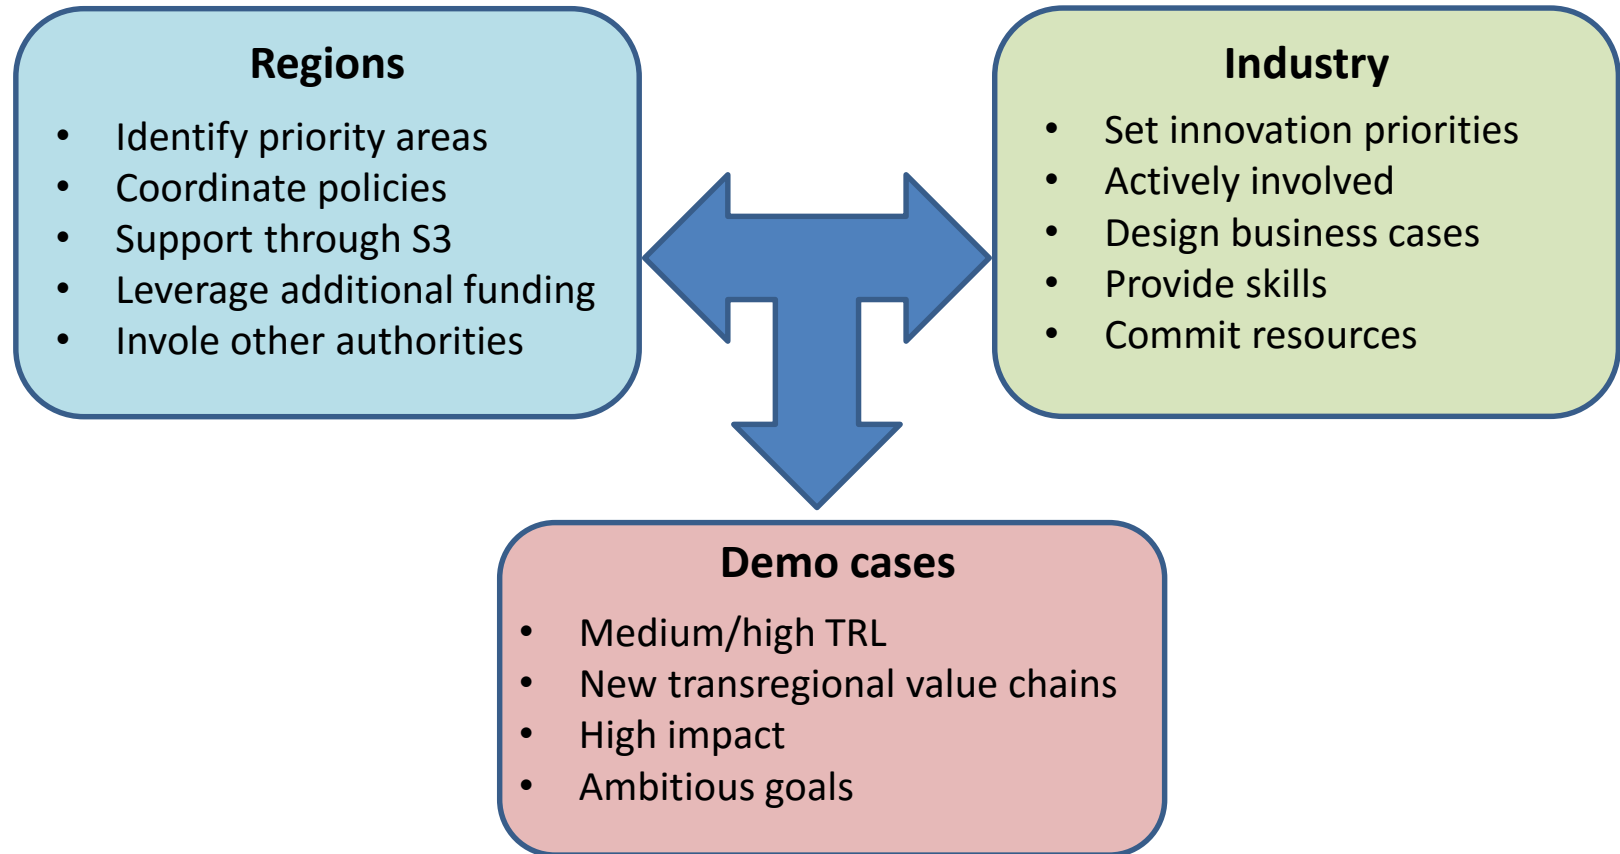 Regions
• Identify priority areas
• Coordinate policies
• Support through S3
• Leverage additional funding
• Invole other authorities
Industry
• Set innovation priorities
• Actively involved
• Design business cases
• Provide skills
• Commit resources
Demo cases
• Medium/high TRL
• New transregional value chains
• High impact
• Ambitious goals